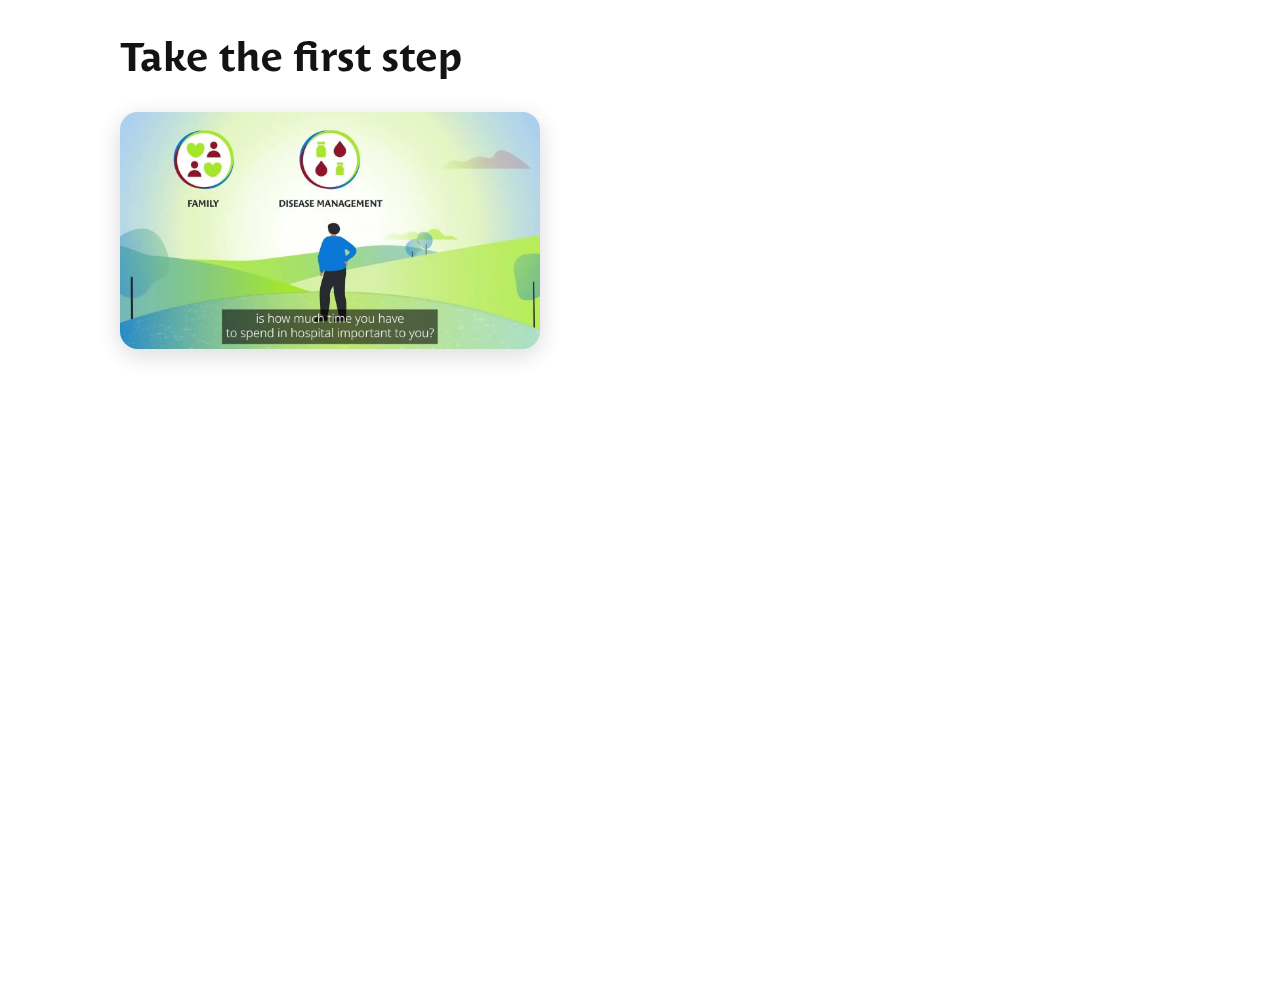 Take the first step
FAMILY
DISEASE MANAGEMENT
is how much time you have
to spend in hospital important to you?